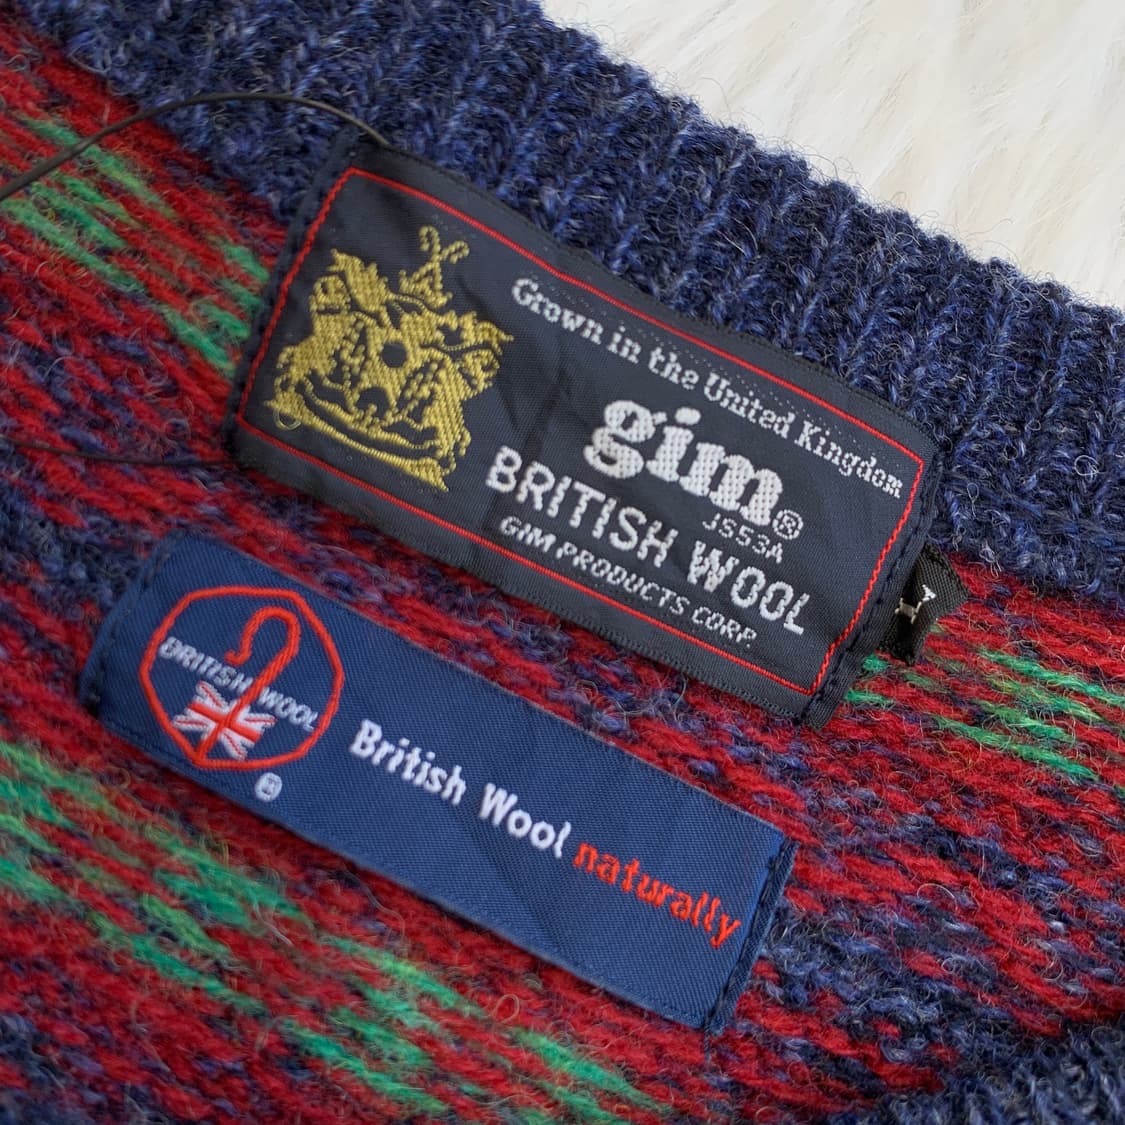 Grown in the United Kingdom
gim®
JS53A
BRITISH WOOL
GIM PRODUCTS CORP.
BRITISH WOOL
®
British Wool naturally